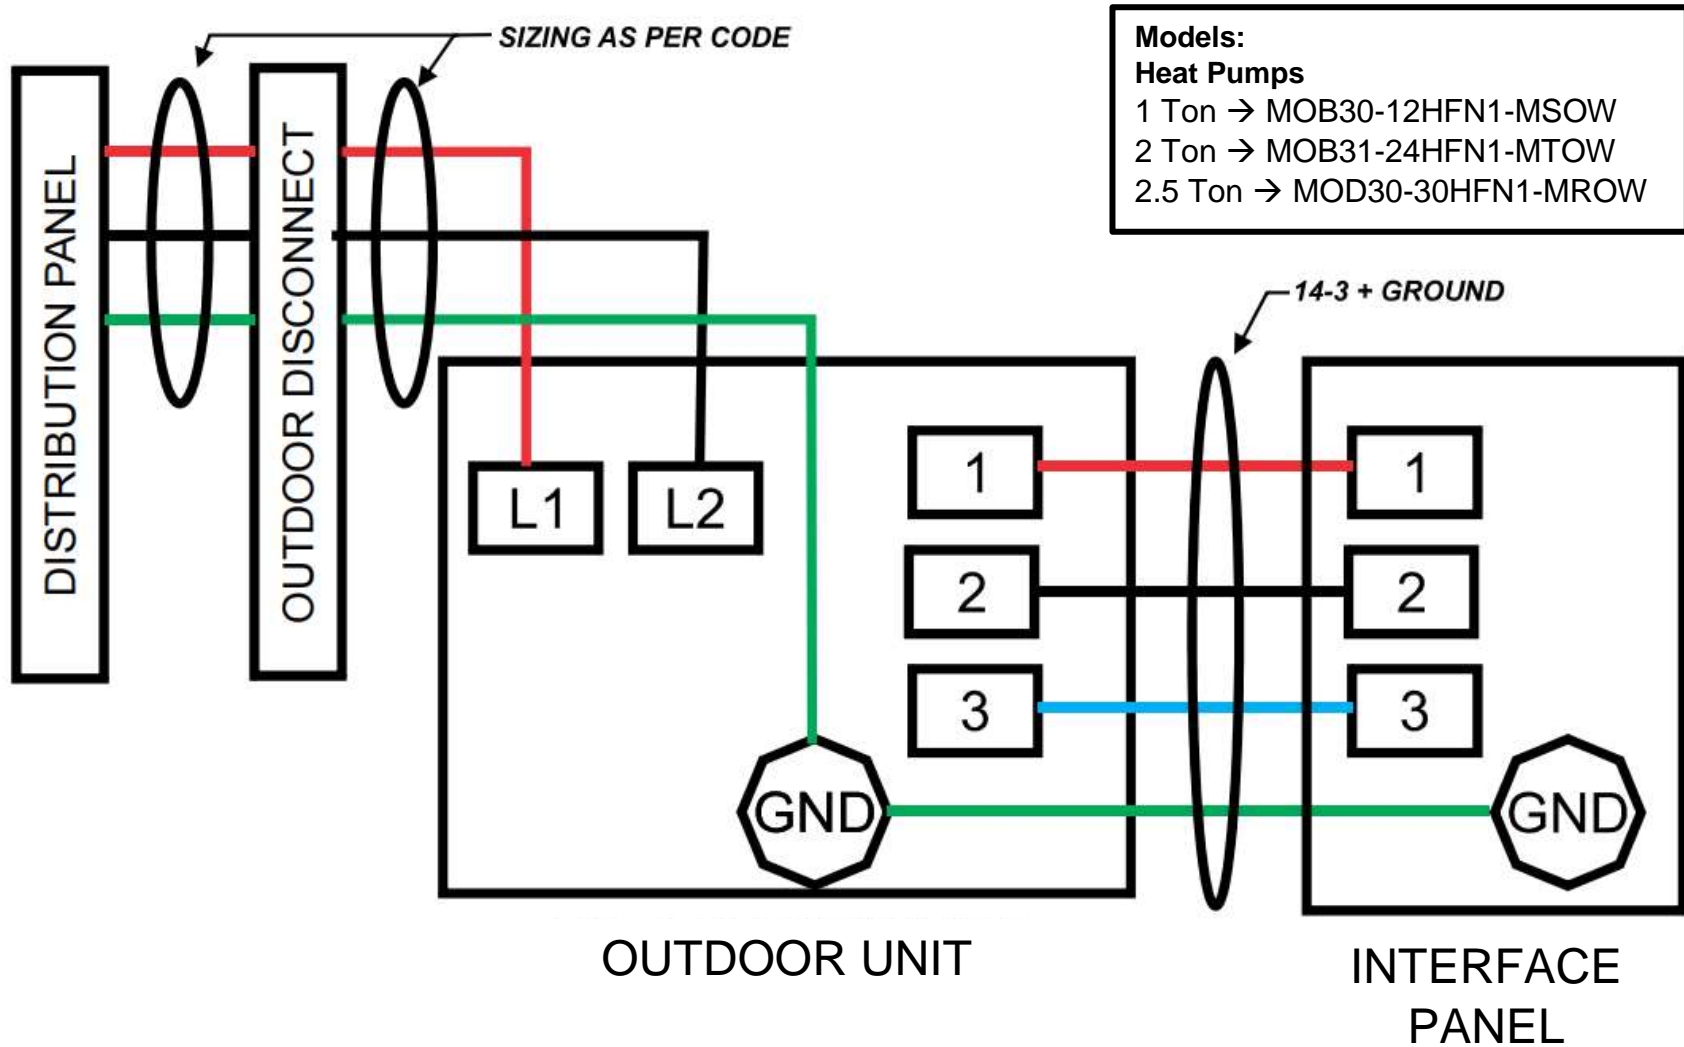 SIZING AS PER CODE
Models:
Heat Pumps
1 Ton → MOB30-12HFN1-MSOW
2 Ton → MOB31-24HFN1-MTOW
2.5 Ton → MOD30-30HFN1-MROW
DISTRIBUTION PANEL
OUTDOOR DISCONNECT
14-3 + GROUND
L1
L2
1
2
3
GND
1
2
3
GND
OUTDOOR UNIT
INTERFACE
PANEL